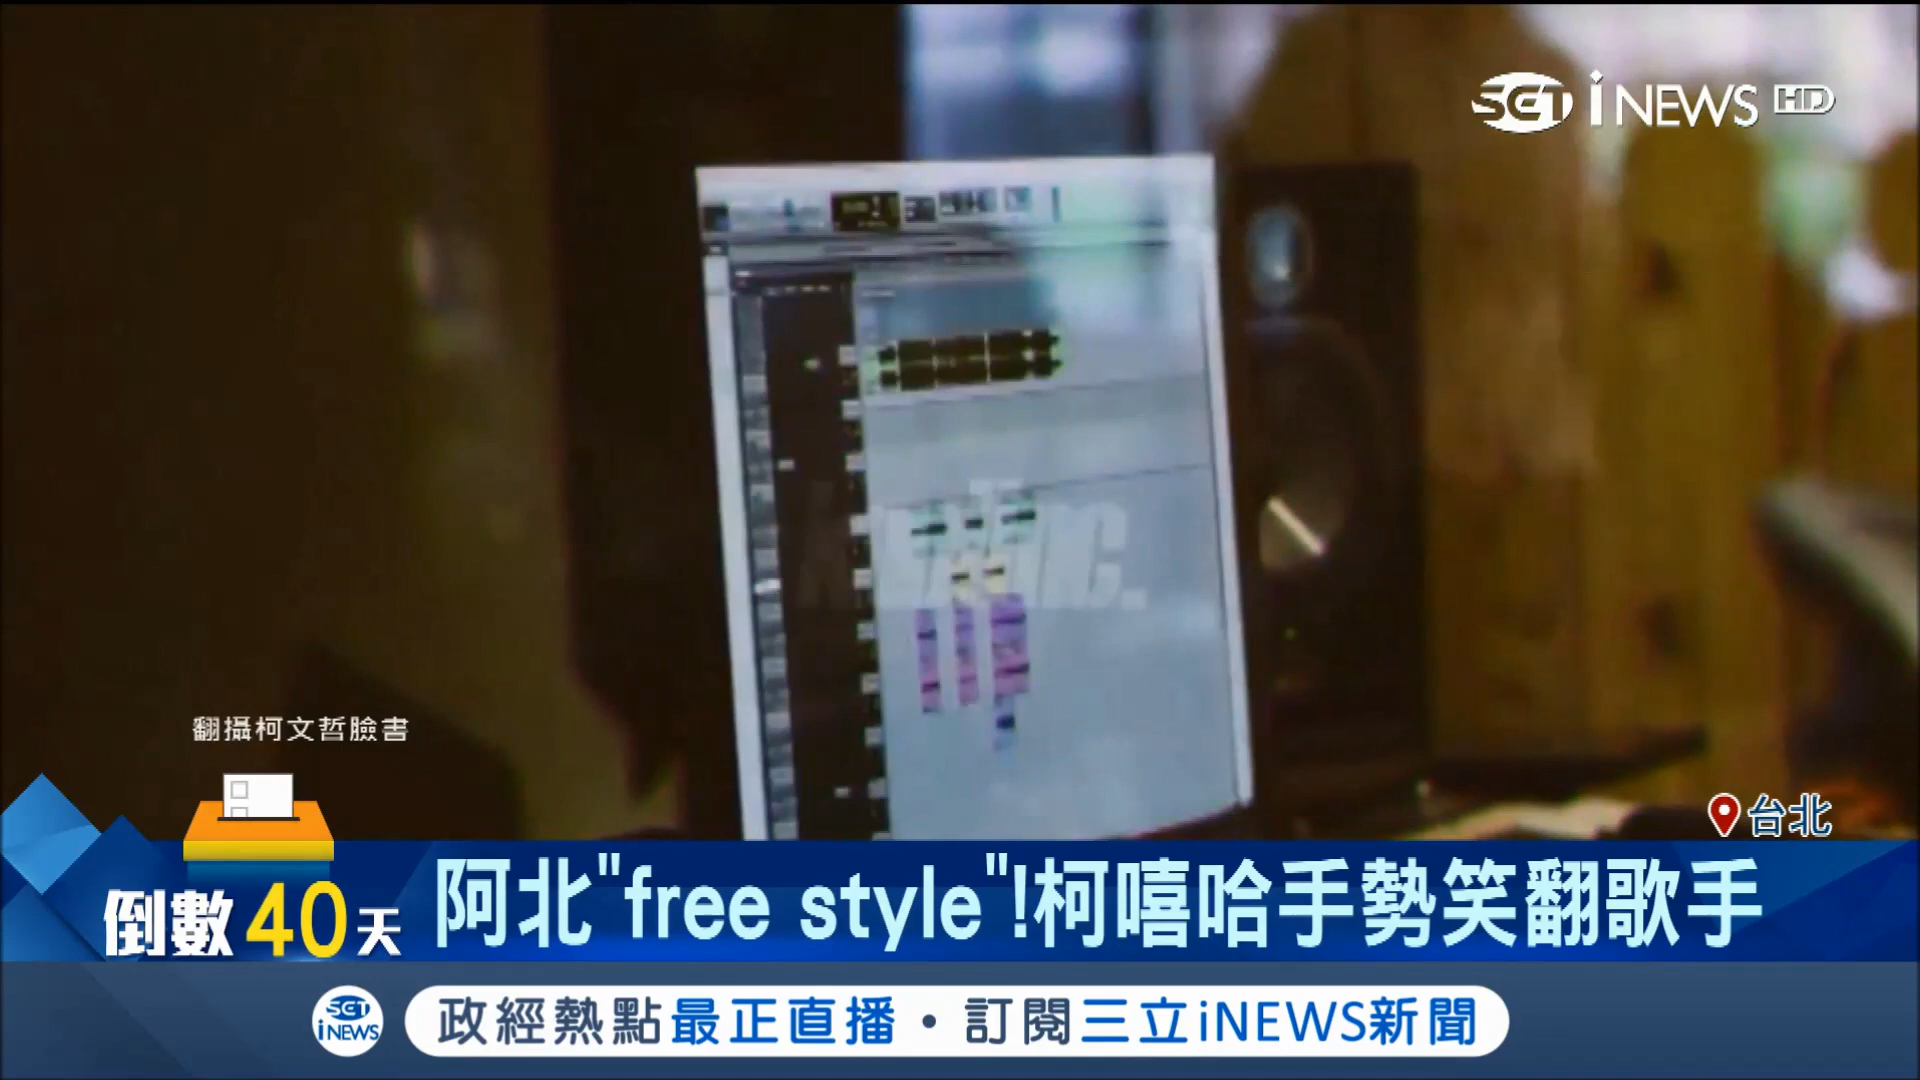 SET iNEWS HD
翻攝柯文哲臉書
台北
倒數40天
阿北"free style"!柯嘻哈手勢笑翻歌手
SET iNEWS
政經熱點最正直播・訂閱三立iNEWS新聞